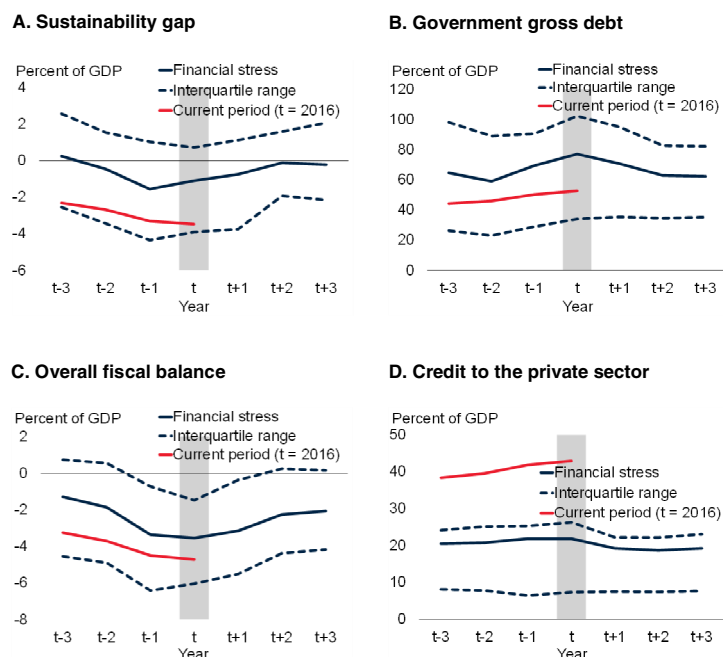 A. Sustainability gap
Percent of GDP
Financial stress
Interquartile range
Current period (t = 2016)
4
2
0
-2
-4
-6
t-3 t-2 t-1 t t+1 t+2 t+3
Year
B. Government gross debt
Percent of GDP
Financial stress
Interquartile range
Current period (t = 2016)
120
100
80
60
40
20
0
t-3 t-2 t-1 t t+1 t+2 t+3
Year
C. Overall fiscal balance
Percent of GDP
Financial stress
Interquartile range
Current period (t = 2016)
2
0
-2
-4
-6
-8
t-3 t-2 t-1 t t+1 t+2 t+3
Year
D. Credit to the private sector
Percent of GDP
50
40
30
20
10
0
Financial stress
Interquartile range
Current period (t = 2016)
t-3 t-2 t-1 t t+1 t+2 t+3
Year